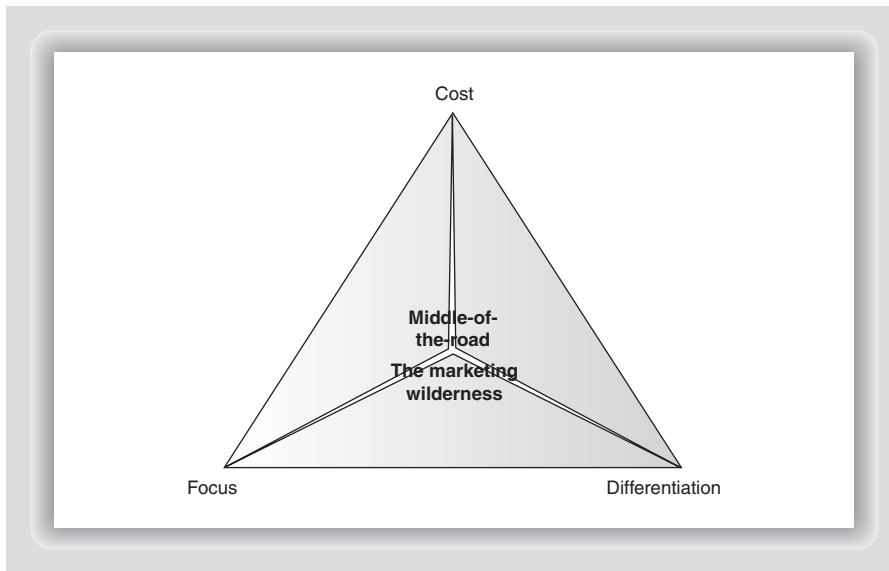 Cost
Middle-of-
the-road
The marketing
wilderness
Focus
Differentiation